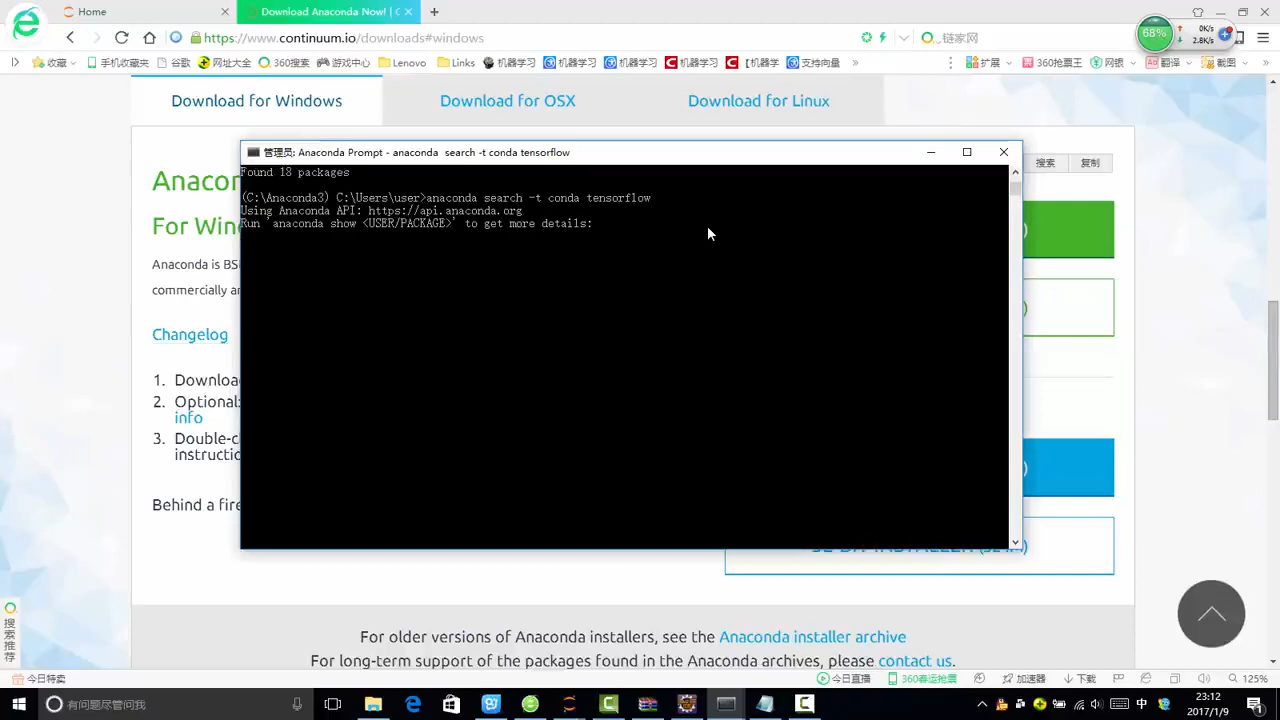 Home
Download Anaconda Now! | C
https://www.continuum.io/downloads#windows
链家网
68%
0K/s
2.8K/s
收藏
手机收藏夹
谷歌
网址大全
360搜索
游戏中心
Lenovo
Links
机器学习
机器学习
机器学习
机器学习
【机器学
支持向量
扩展
360抢票王
网银
翻译
截图
Download for Windows
Download for OSX
Download for Linux
管理员: Anaconda Prompt - anaconda search -t conda tensorflow
搜索
复制
Found 18 packages
(C:\Anaconda3) C:\Users\user>anaconda search -t conda tensorflow
Using Anaconda API: https://api.anaconda.org
Run 'anaconda show <USER/PACKAGE>' to get more details:
Anacon
For Win
Anaconda is BS
commercially a
Changelog
1. Downloa
2. Optional:
info
3. Double-c
instructio
Behind a fire
搜索推荐
For older versions of Anaconda installers, see the Anaconda installer archive
For long-term support of the packages found in the Anaconda archives, please contact us.
今日特卖
今日直播
360春运抢票
加速器
下载
125%
有问题尽管问我
中
23:12
2017/1/9